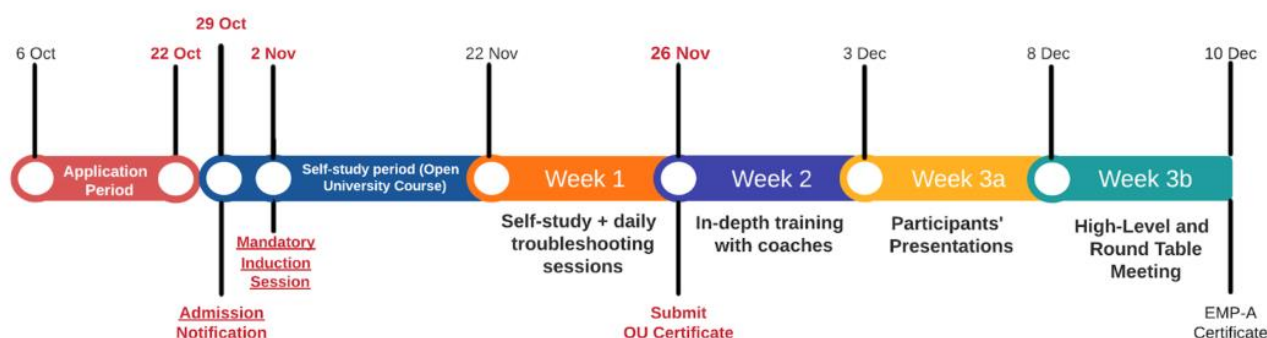 29 Oct
6 Oct
22 Oct
2 Nov
22 Nov
26 Nov
3 Dec
8 Dec
10 Dec
Application
Period
Self-study period (Open
University Course)
Week 1
Week 2
Week 3a
Week 3b
Mandatory
Induction
Session
Self-study + daily
troubleshooting
sessions
In-depth training
with coaches
Participants'
Presentations
High-Level and
Round Table
Meeting
Admission
Notification
Submit
OU Certificate
EMP-A
Certificate